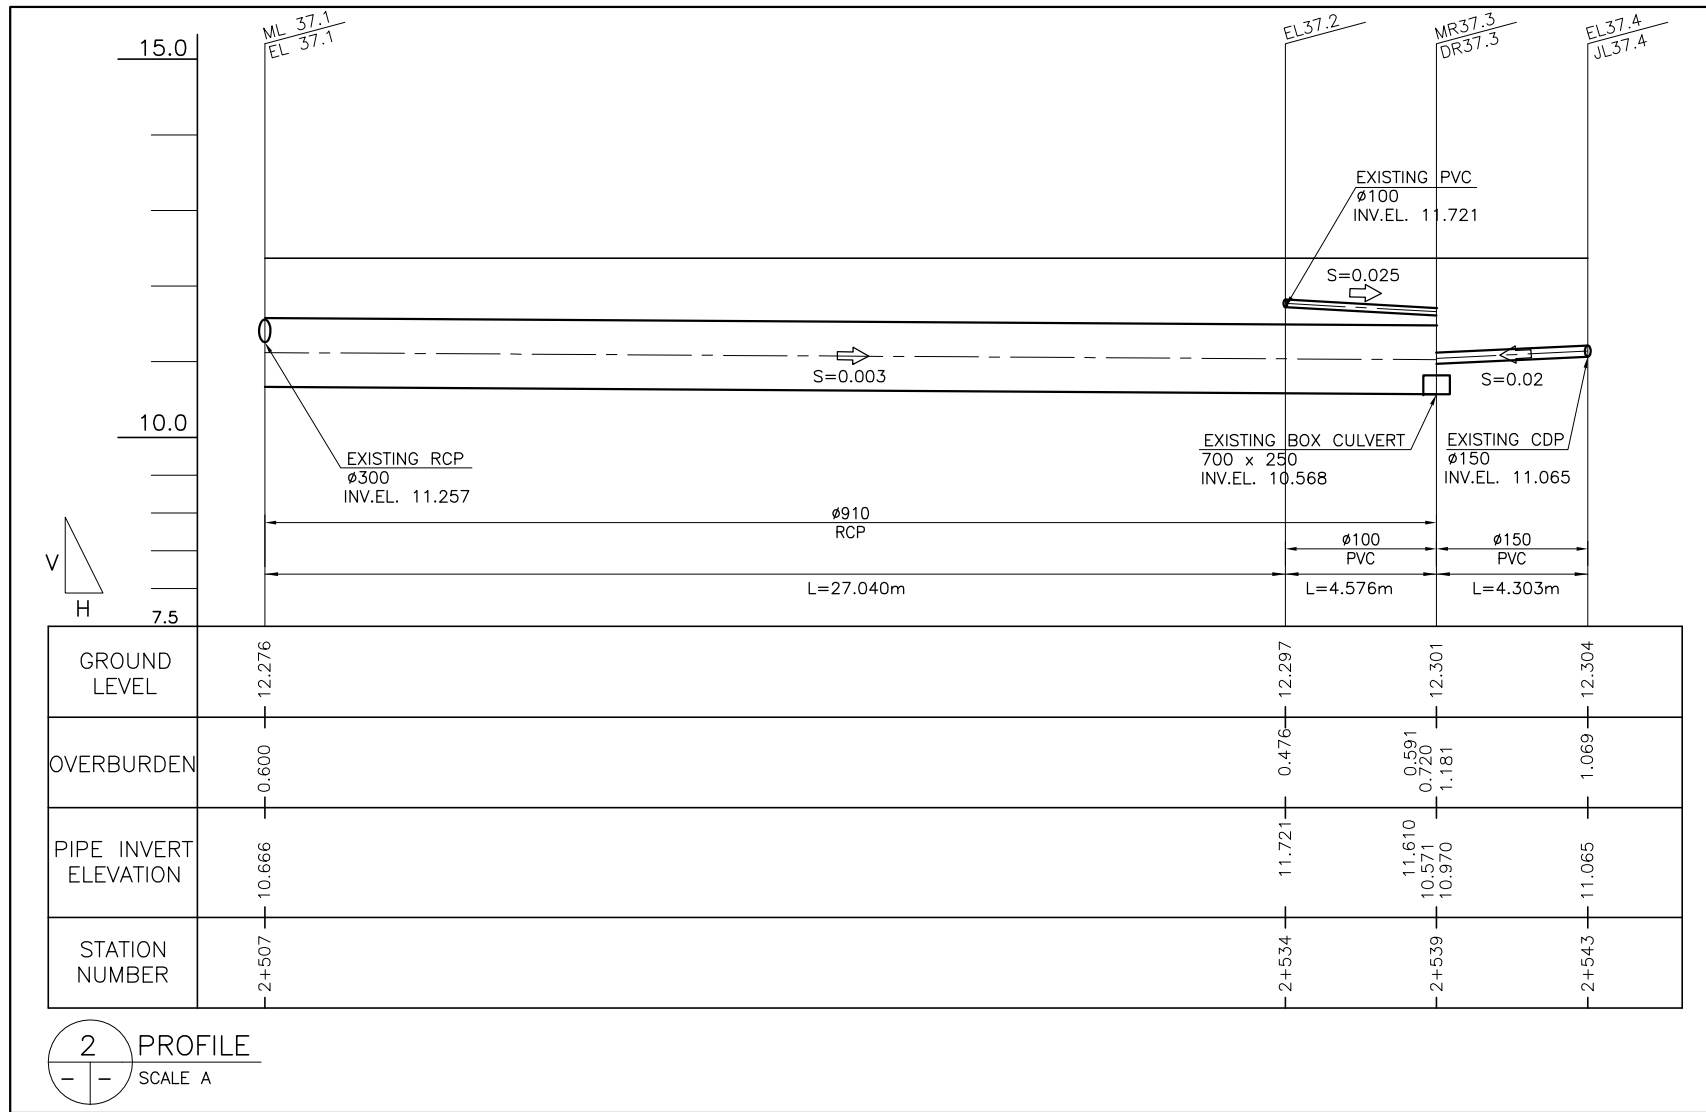 ML 37.1
EL 37.1
EL37.2
MR37.3
DR37.3
EL37.4
JL37.4
15.0
10.0
7.5
V
H
EXISTING PVC
ø100
INV.EL. 11.721
S=0.025
S=0.003
S=0.02
EXISTING RCP
ø300
INV.EL. 11.257
EXISTING BOX CULVERT
700 x 250
INV.EL. 10.568
EXISTING CDP
ø150
INV.EL. 11.065
ø910
RCP
ø100
PVC
ø150
PVC
L=27.040m
L=4.576m
L=4.303m
GROUND
LEVEL
12.276
12.297
12.301
12.304
OVERBURDEN
0.600
0.476
0.591
0.720
1.181
1.069
PIPE INVERT
ELEVATION
10.666
11.721
11.610
10.571
10.970
11.065
STATION
NUMBER
2+507
2+534
2+539
2+543
2
– –
PROFILE
SCALE A